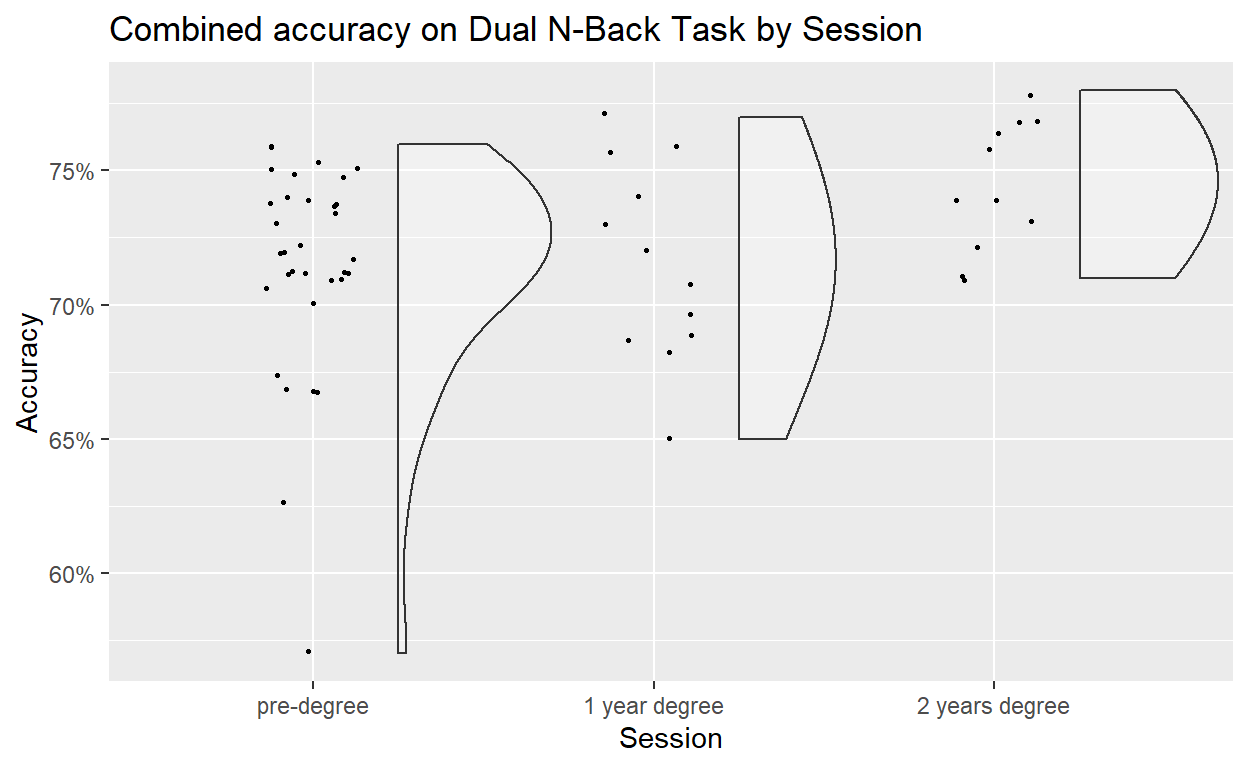 Combined accuracy on Dual N-Back Task by Session
75%
70%
65%
60%
Accuracy
pre-degree
1 year degree
2 years degree
Session